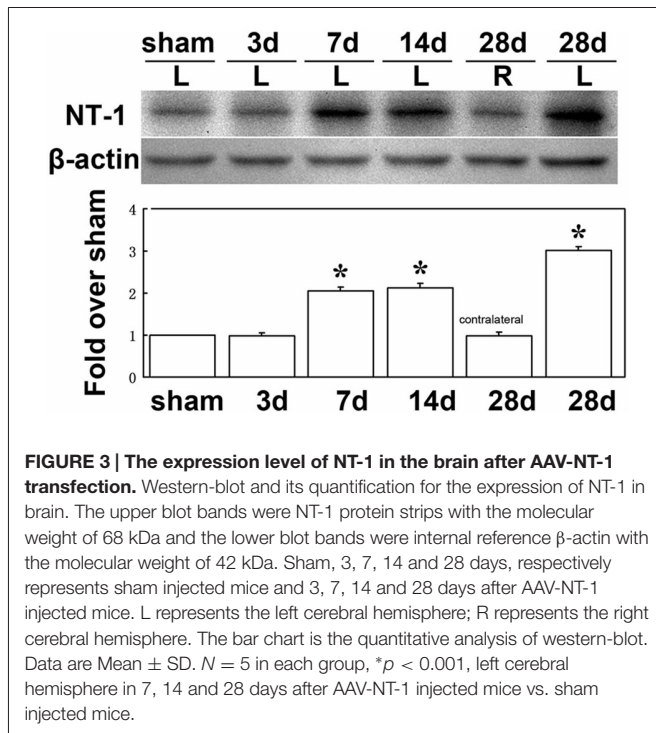 sham 3d 7d 14d 28d 28d
L L L L R L
NT-1
β-actin
Fold over sham
4
3
2
1
0
* * *
contralateral
sham 3d 7d 14d 28d 28d
FIGURE 3 | The expression level of NT-1 in the brain after AAV-NT-1
transfection. Western-blot and its quantification for the expression of NT-1 in
brain. The upper blot bands were NT-1 protein strips with the molecular
weight of 68 kDa and the lower blot bands were internal reference β-actin with
the molecular weight of 42 kDa. Sham, 3, 7, 14 and 28 days, respectively
represents sham injected mice and 3, 7, 14 and 28 days after AAV-NT-1
injected mice. L represents the left cerebral hemisphere; R represents the right
cerebral hemisphere. The bar chart is the quantitative analysis of western-blot.
Data are Mean ± SD. N = 5 in each group, *p < 0.001, left cerebral
hemisphere in 7, 14 and 28 days after AAV-NT-1 injected mice vs. sham
injected mice.